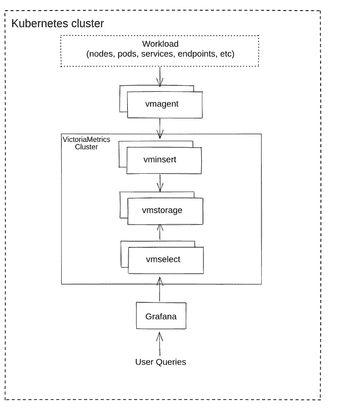 Kubernetes cluster
Workload
(nodes, pods, services, endpoints, etc)
vmagent
VictoriaMetrics
Cluster
vminsert
vmstorage
vmselect
Grafana
User Queries